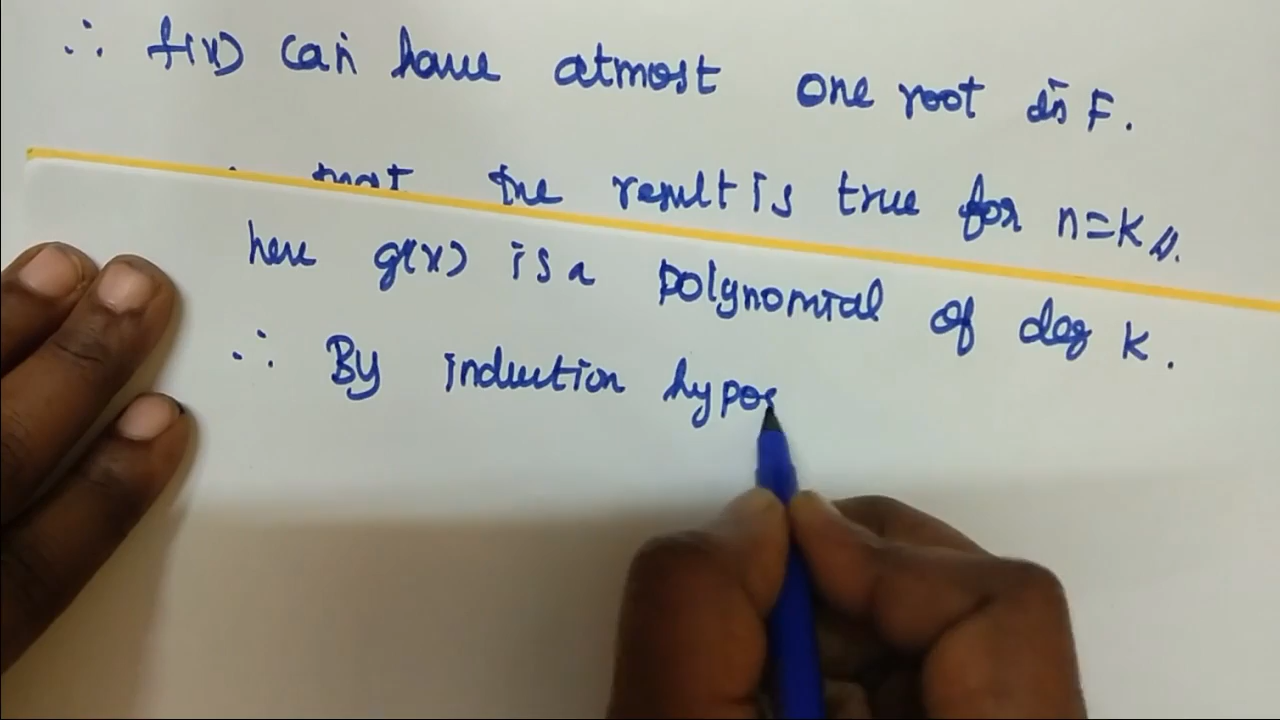 ∴ f(x) can have atmost one root in F.
that the result is true for n=k
here g(x) is a polynomial of deg k.
∴ By induction hypos